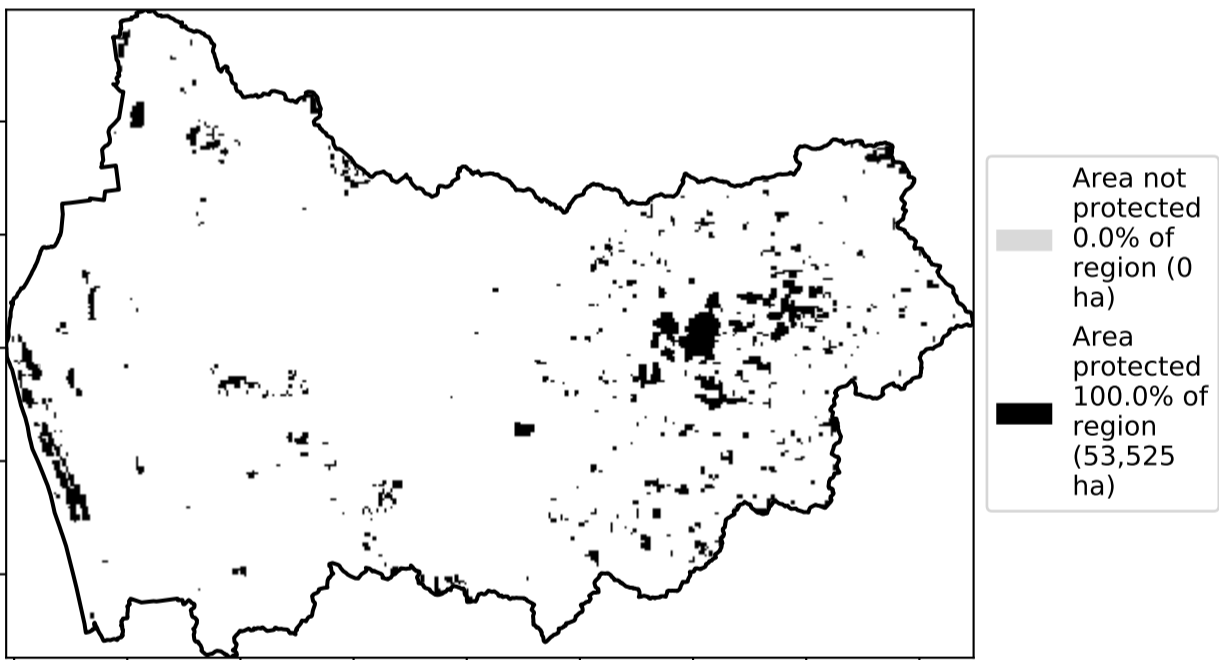 Area not
protected
0.0% of
region (0
ha)
Area
protected
100.0% of
region
(53,525
ha)